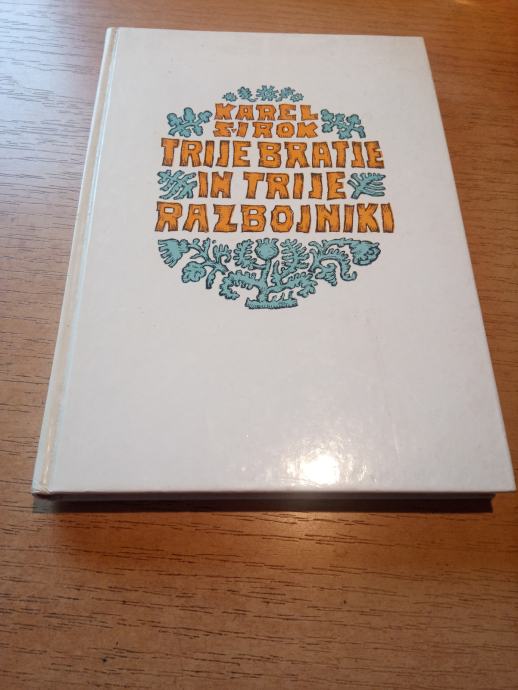 KAREL
ŠIROK
TRIJE BRATJE
IN TRIJE
RAZBOJNIKI